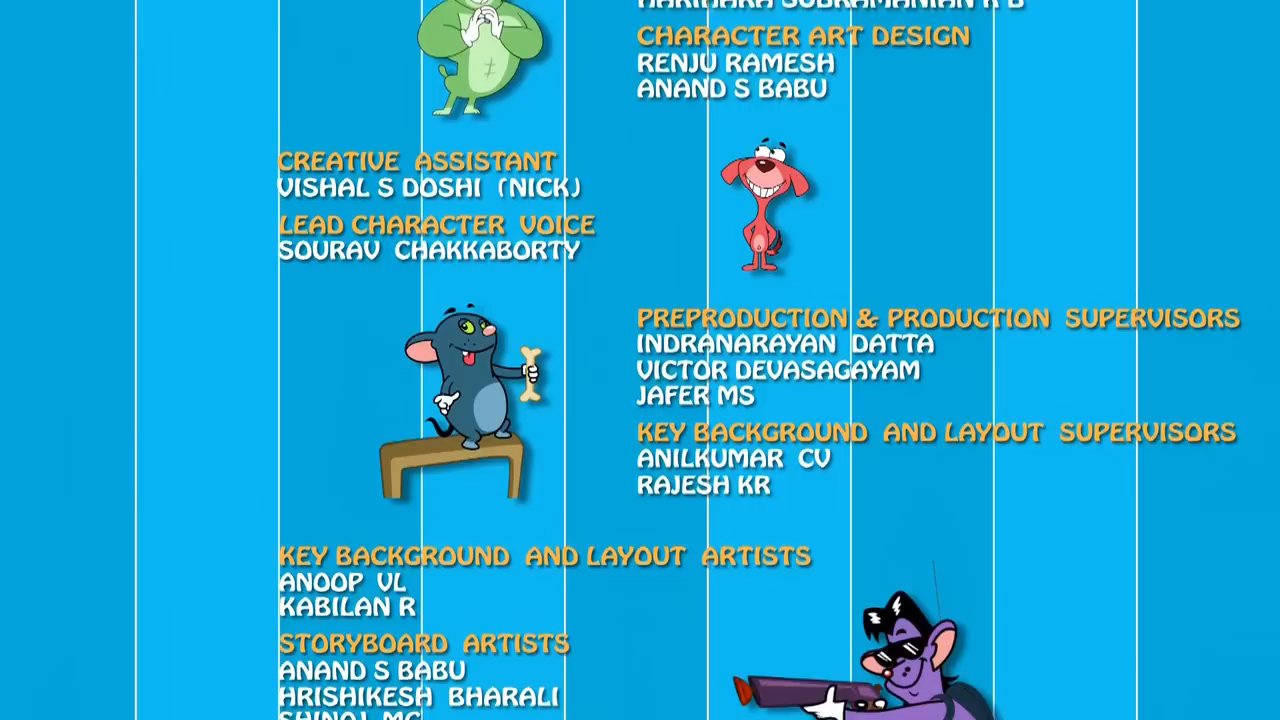 HARIHARA SUBRAMANIAN R B
CHARACTER ART DESIGN
RENJU RAMESH
ANAND S BABU
CREATIVE ASSISTANT
VISHAL S DOSHI (NICK)
LEAD CHARACTER VOICE
SOURAV CHAKKABORTY
PREPRODUCTION & PRODUCTION SUPERVISORS
INDRANARAYAN DATTA
VICTOR DEVASAGAYAM
JAFER MS
KEY BACKGROUND AND LAYOUT SUPERVISORS
ANILKUMAR CV
RAJESH KR
KEY BACKGROUND AND LAYOUT ARTISTS
ANOOP VL
KABILAN R
STORYBOARD ARTISTS
ANAND S BABU
HRISHIKESH BHARALI